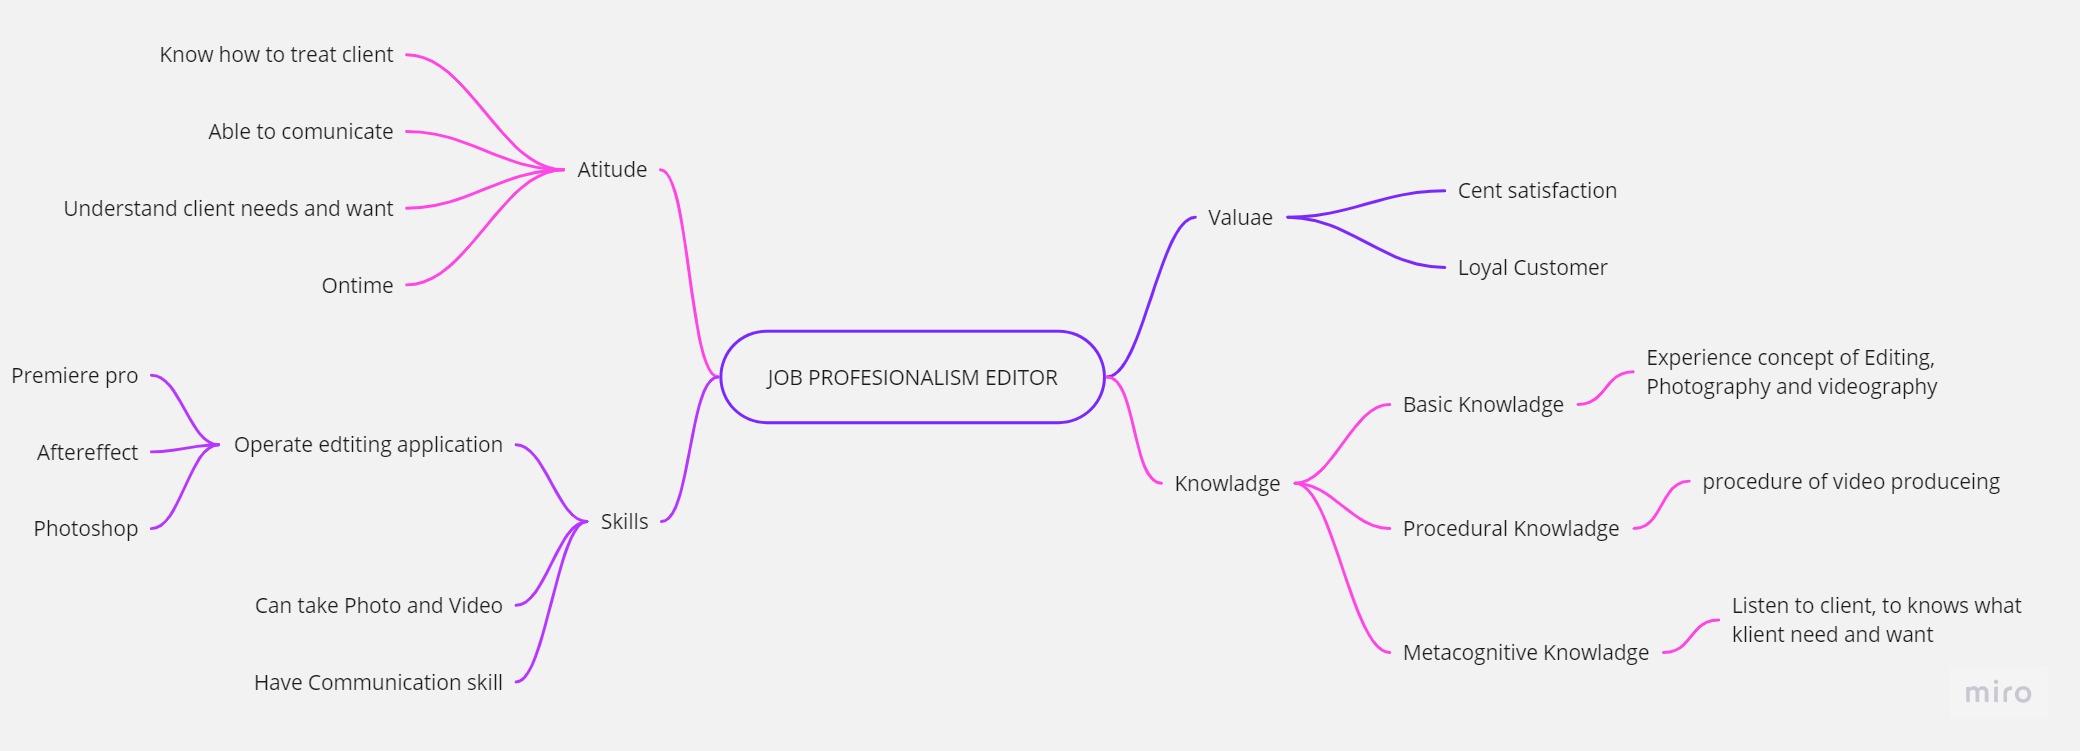 Know how to treat client
Able to comunicate
Understand client needs and want
Ontime
Atitude
Premiere pro
Aftereffect
Photoshop
Operate edtiting application
Can take Photo and Video
Have Communication skill
Skills
JOB PROFESIONALISM EDITOR
Valuae
Cent satisfaction
Loyal Customer
Knowladge
Basic Knowladge
Experience concept of Editing,
Photography and videography
Procedural Knowladge
procedure of video produceing
Metacognitive Knowladge
Listen to client, to knows what
klient need and want
miro